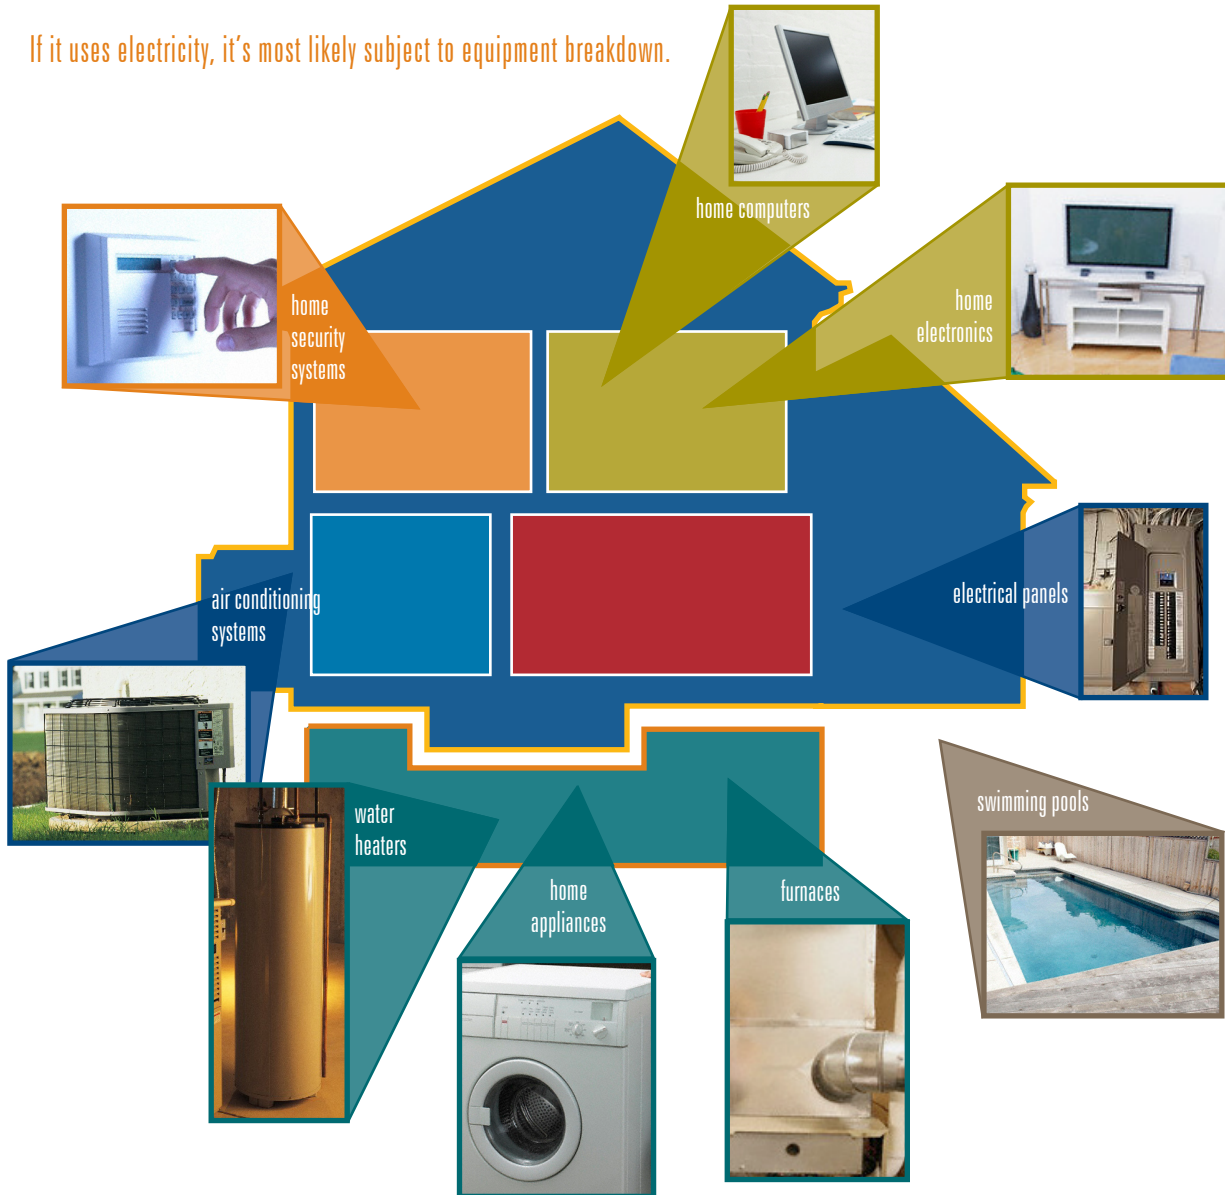 If it uses electricity, it's most likely subject to equipment breakdown.
home computers
home
security
systems
home
electronics
air conditioning
systems
electrical panels
water
heaters
home
appliances
furnaces
swimming pools